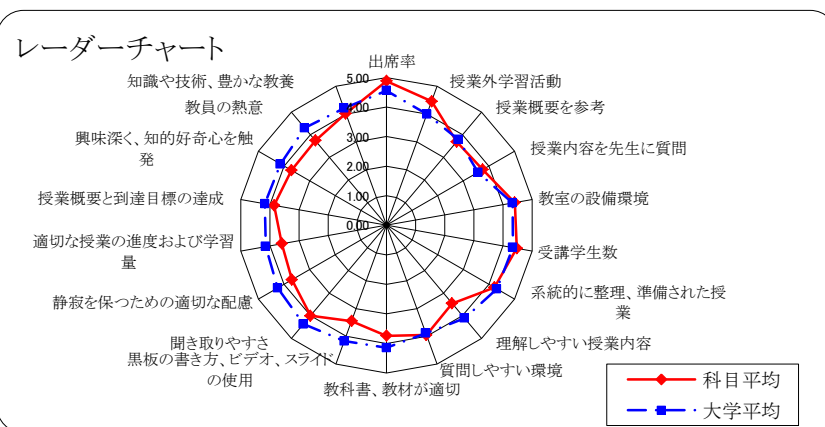 レーダーチャート
出席率
授業外学習活動
授業概要を参考
授業内容を先生に質問
教室の設備環境
受講学生数
系統的に整理、準備された授
業
理解しやすい授業内容
質問しやすい環境
教科書、教材が適切
黒板の書き方、ビデオ、スライド
の使用
聞き取りやすさ
静寂を保つための適切な配慮
適切な授業の進度および学習
量
授業概要と到達目標の達成
興味深く、知的好奇心を触
発
教員の熱意
知識や技術、豊かな教養
5.00
4.00
3.00
2.00
1.00
0.00
科目平均
大学平均